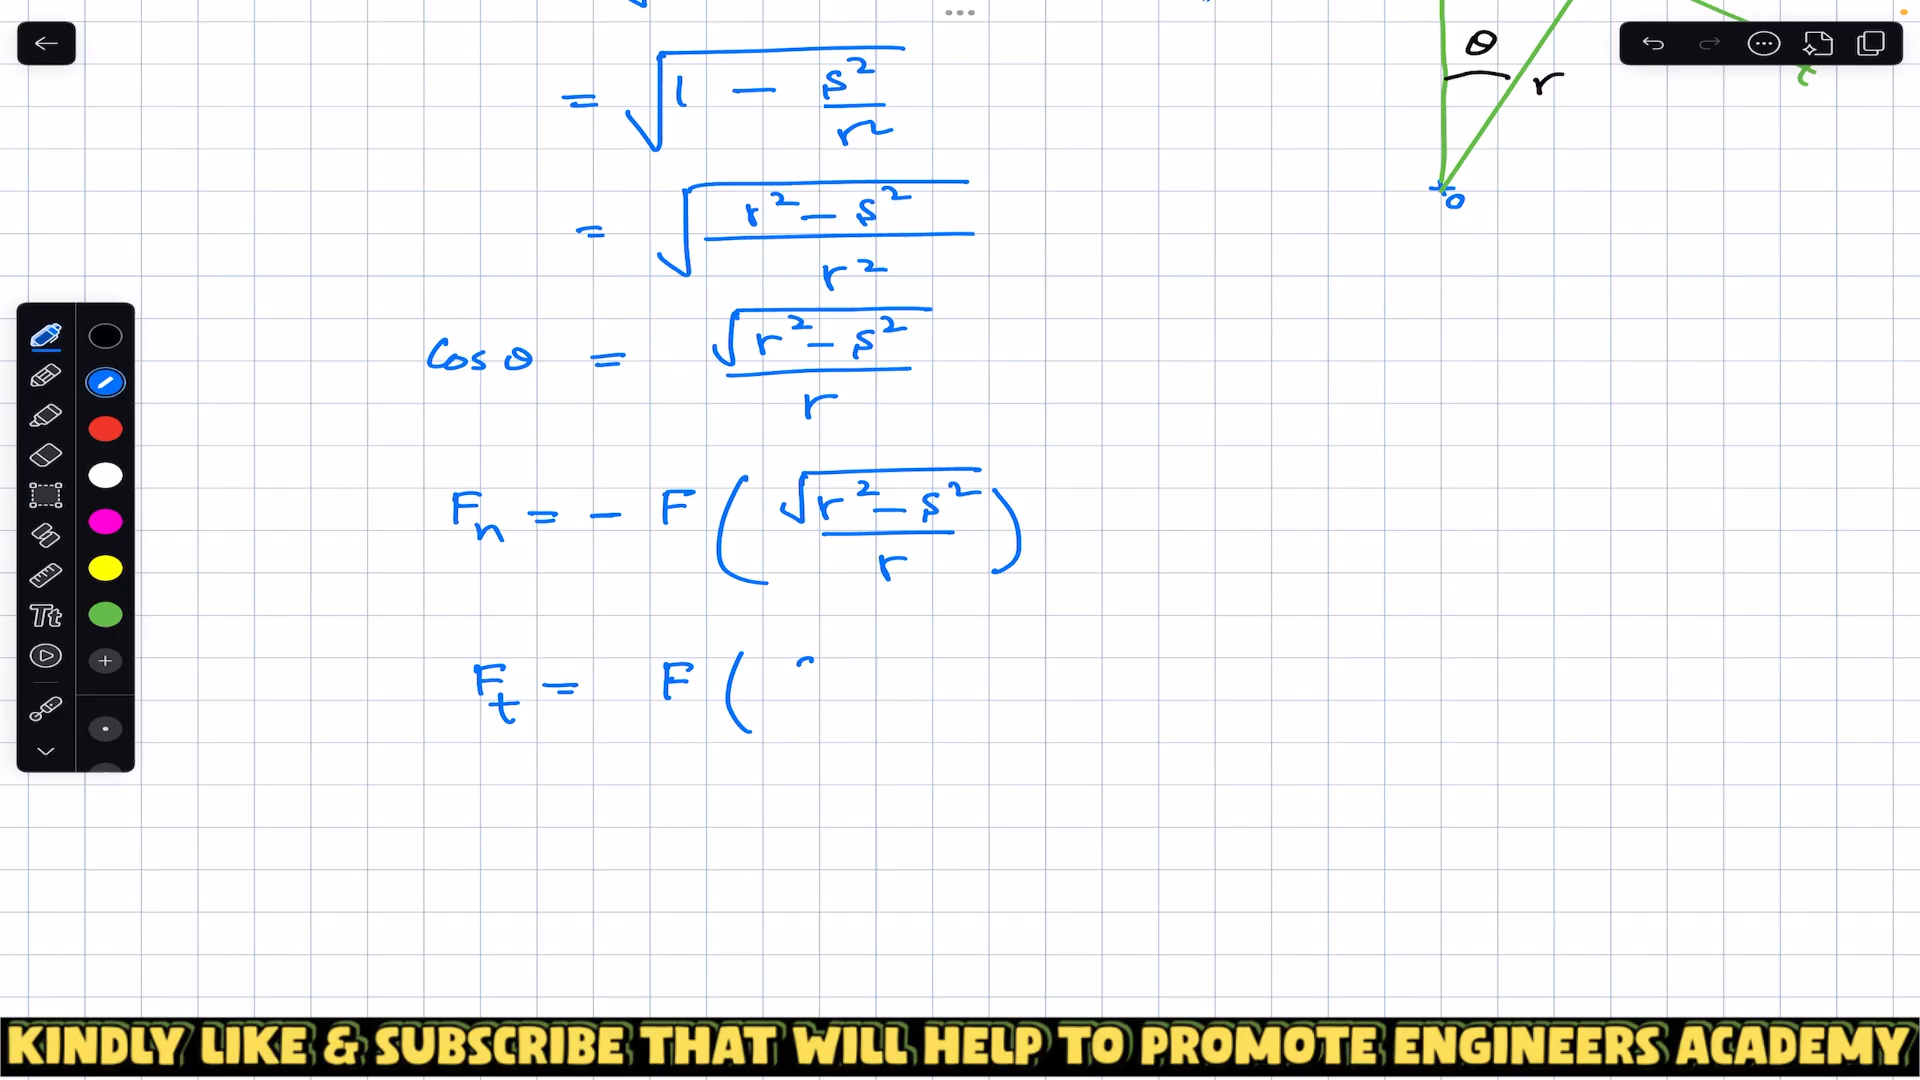 = √(1 - s²/r²)
= √((r² - s²)/r²)
cos θ = √(r² - s²)/r
Fₙ = - F (√(r² - s²)/r)
Fₜ = F (
θ
r
t
o
Tt
KINDLY LIKE & SUBSCRIBE THAT WILL HELP TO PROMOTE ENGINEERS ACADEMY